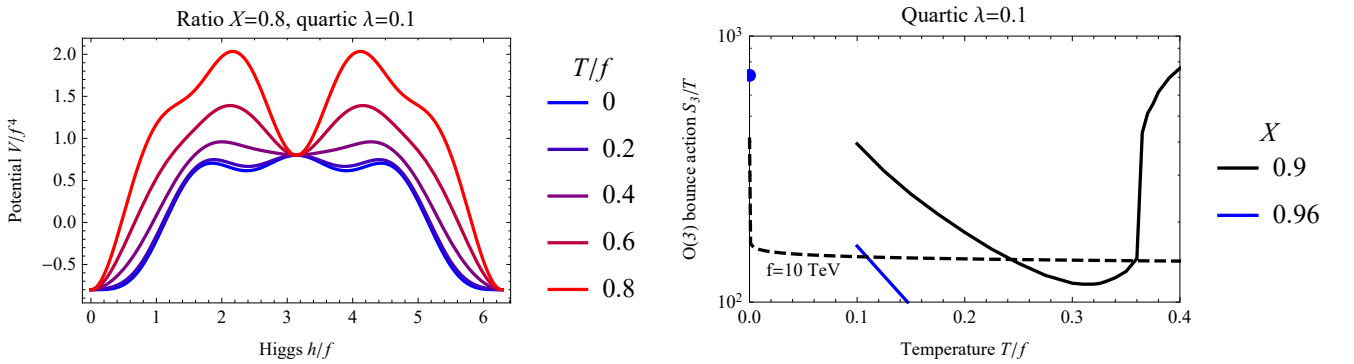 Ratio X=0.8, quartic λ=0.1
Potential V/f⁴
2.0
1.5
1.0
0.5
0.0
−0.5
0 1 2 3 4 5 6
Higgs h/f
T/f
0
0.2
0.4
0.6
0.8
Quartic λ=0.1
O(3) bounce action S₃/T
10³
10²
f=10 TeV
0.0 0.1 0.2 0.3 0.4
Temperature T/f
X
0.9
0.96